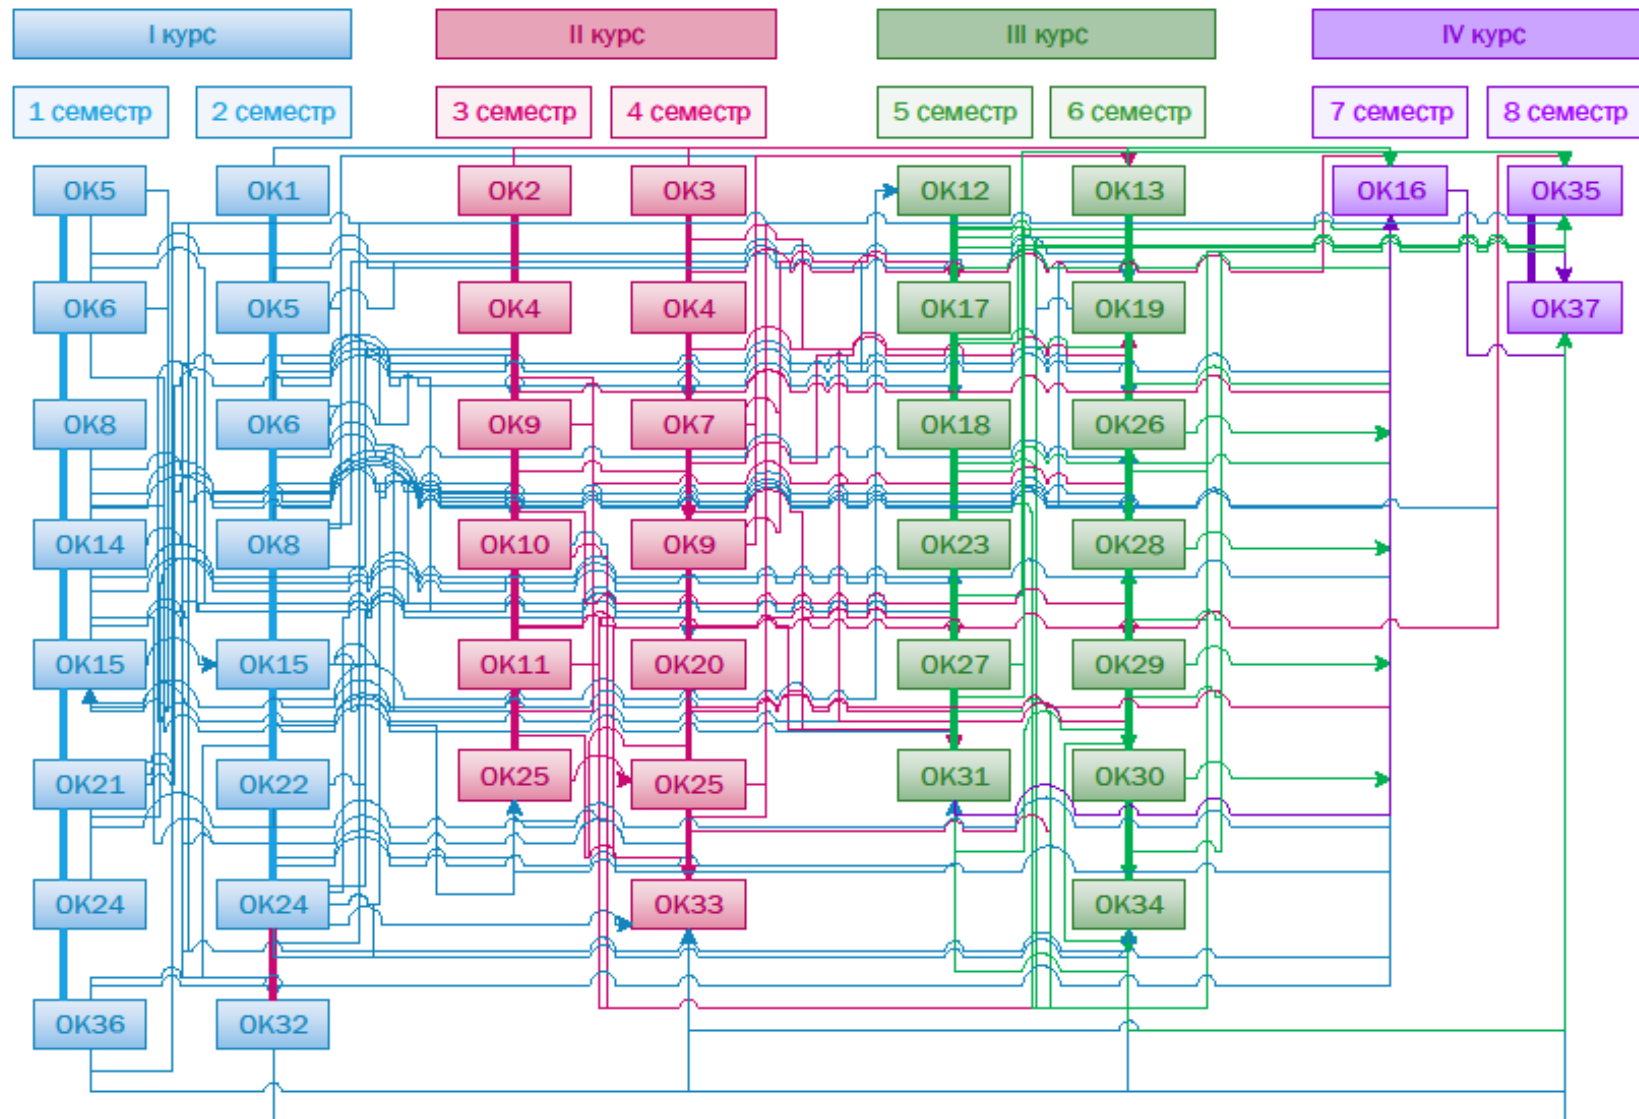 I курс II курс III курс IV курс
1 семестр 2 семестр 3 семестр 4 семестр 5 семестр 6 семестр 7 семестр 8 семестр
ОК5 ОК1 ОК2 ОК3 ОК12 ОК13 ОК16 ОК35
ОК6 ОК5 ОК4 ОК4 ОК17 ОК19 ОК37
ОК8 ОК6 ОК9 ОК7 ОК18 ОК26
ОК14 ОК8 ОК10 ОК9 ОК23 ОК28
ОК15 ОК15 ОК11 ОК20 ОК27 ОК29
ОК21 ОК22 ОК25 ОК25 ОК31 ОК30
ОК24 ОК24 ОК33 ОК34
ОК36 ОК32